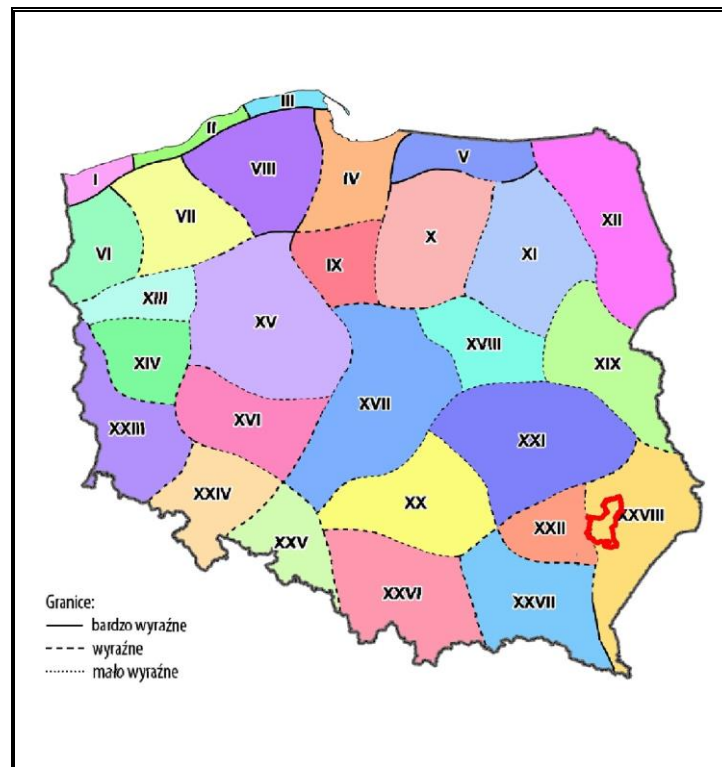 III
II
I
V
VIII
IV
XII
VII
X
VI
XI
IX
XIII
XV
XVIII
XIV
XIX
XVII
XVI
XXIII
XXI
XXIV
XX
XXII
XXVIII
XXV
XXVI
XXVII
Granice:
bardzo wyraźne
wyraźne
mało wyraźne